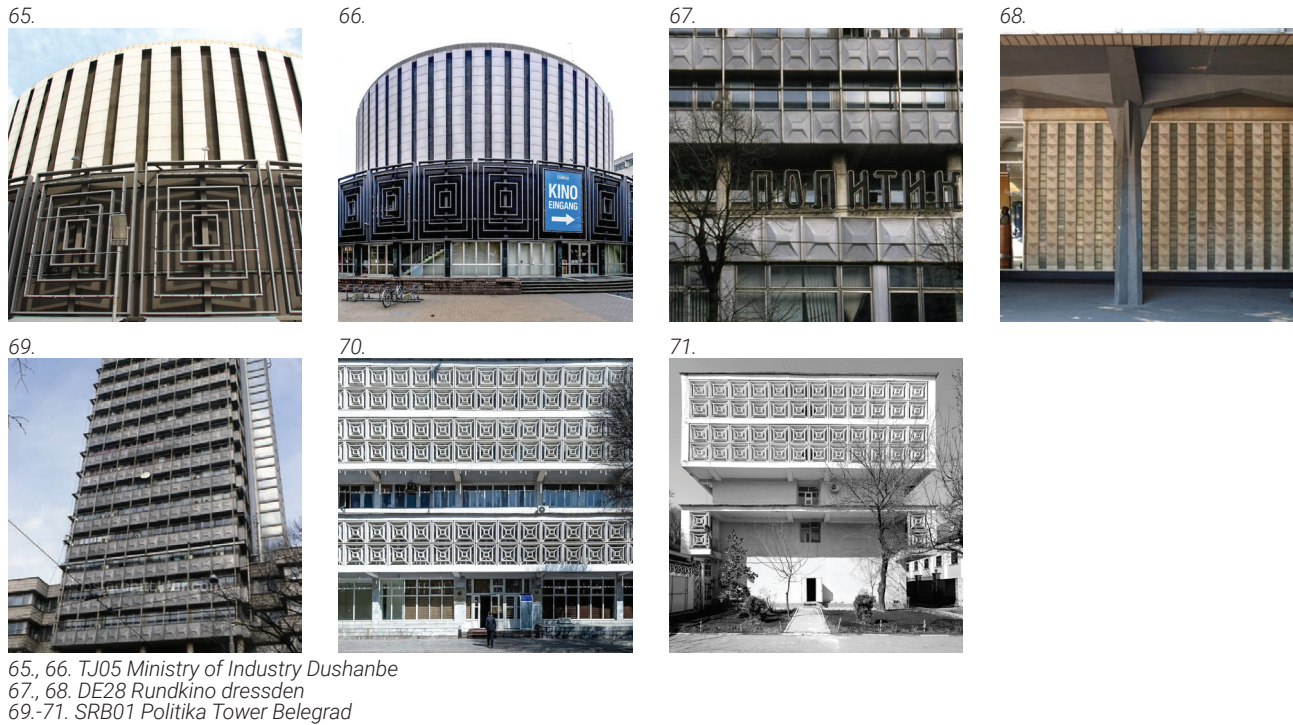 65.
66.
67.
68.
KINO
EINGANG
ПОЛИТИК
69.
70.
71.
65., 66. TJ05 Ministry of Industry Dushanbe
67., 68. DE28 Rundkino dressden
69.-71. SRB01 Politika Tower Belegrad